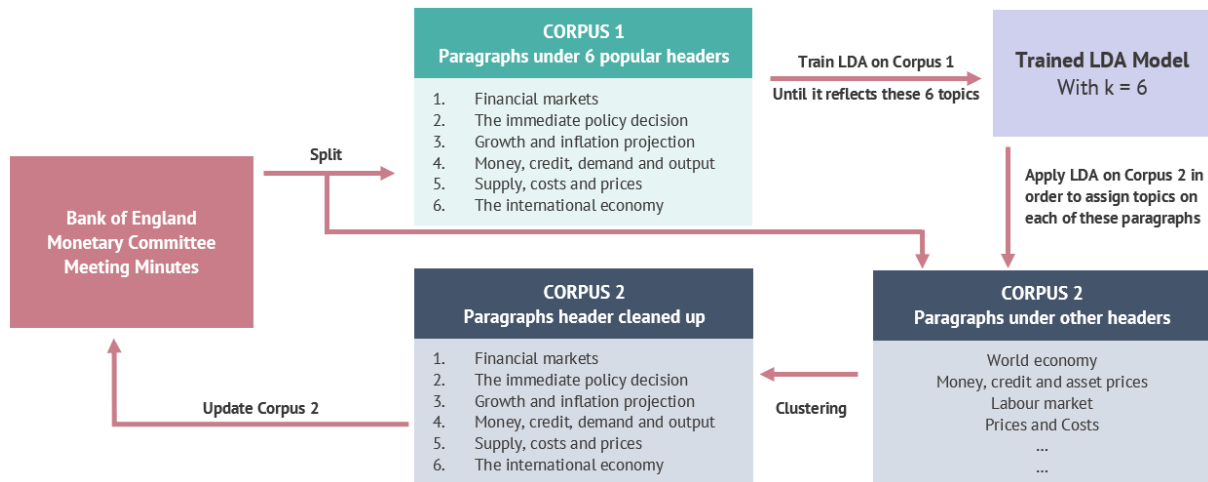 Bank of England
Monetary Committee
Meeting Minutes
Split
CORPUS 1
Paragraphs under 6 popular headers
1. Financial markets
2. The immediate policy decision
3. Growth and inflation projection
4. Money, credit, demand and output
5. Supply, costs and prices
6. The international economy
Train LDA on Corpus 1
Until it reflects these 6 topics
Trained LDA Model
With k = 6
Apply LDA on Corpus 2 in
order to assign topics on
each of these paragraphs
CORPUS 2
Paragraphs under other headers
World economy
Money, credit and asset prices
Labour market
Prices and Costs
...
...
Clustering
CORPUS 2
Paragraphs header cleaned up
1. Financial markets
2. The immediate policy decision
3. Growth and inflation projection
4. Money, credit, demand and output
5. Supply, costs and prices
6. The international economy
Update Corpus 2